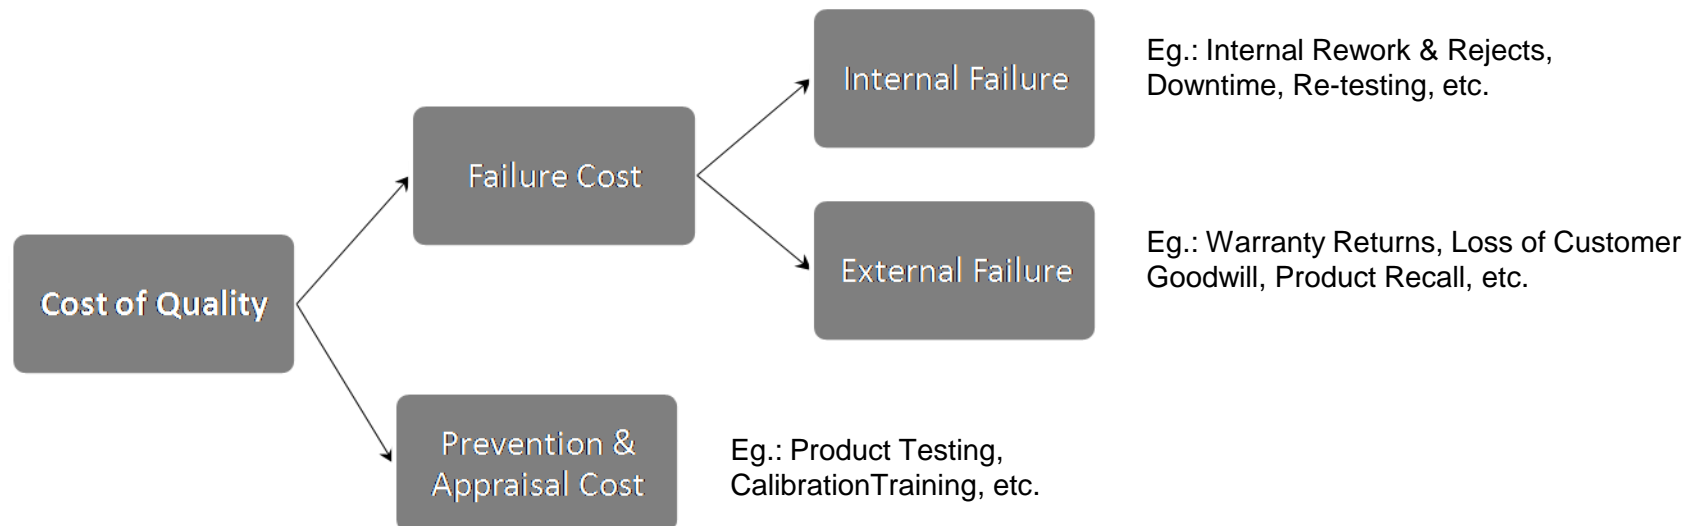 Internal Failure
Eg.: Internal Rework & Rejects,
Downtime, Re-testing, etc.
Failure Cost
External Failure
Eg.: Warranty Returns, Loss of Customer
Goodwill, Product Recall, etc.
Cost of Quality
Prevention &
Appraisal Cost
Eg.: Product Testing,
CalibrationTraining, etc.